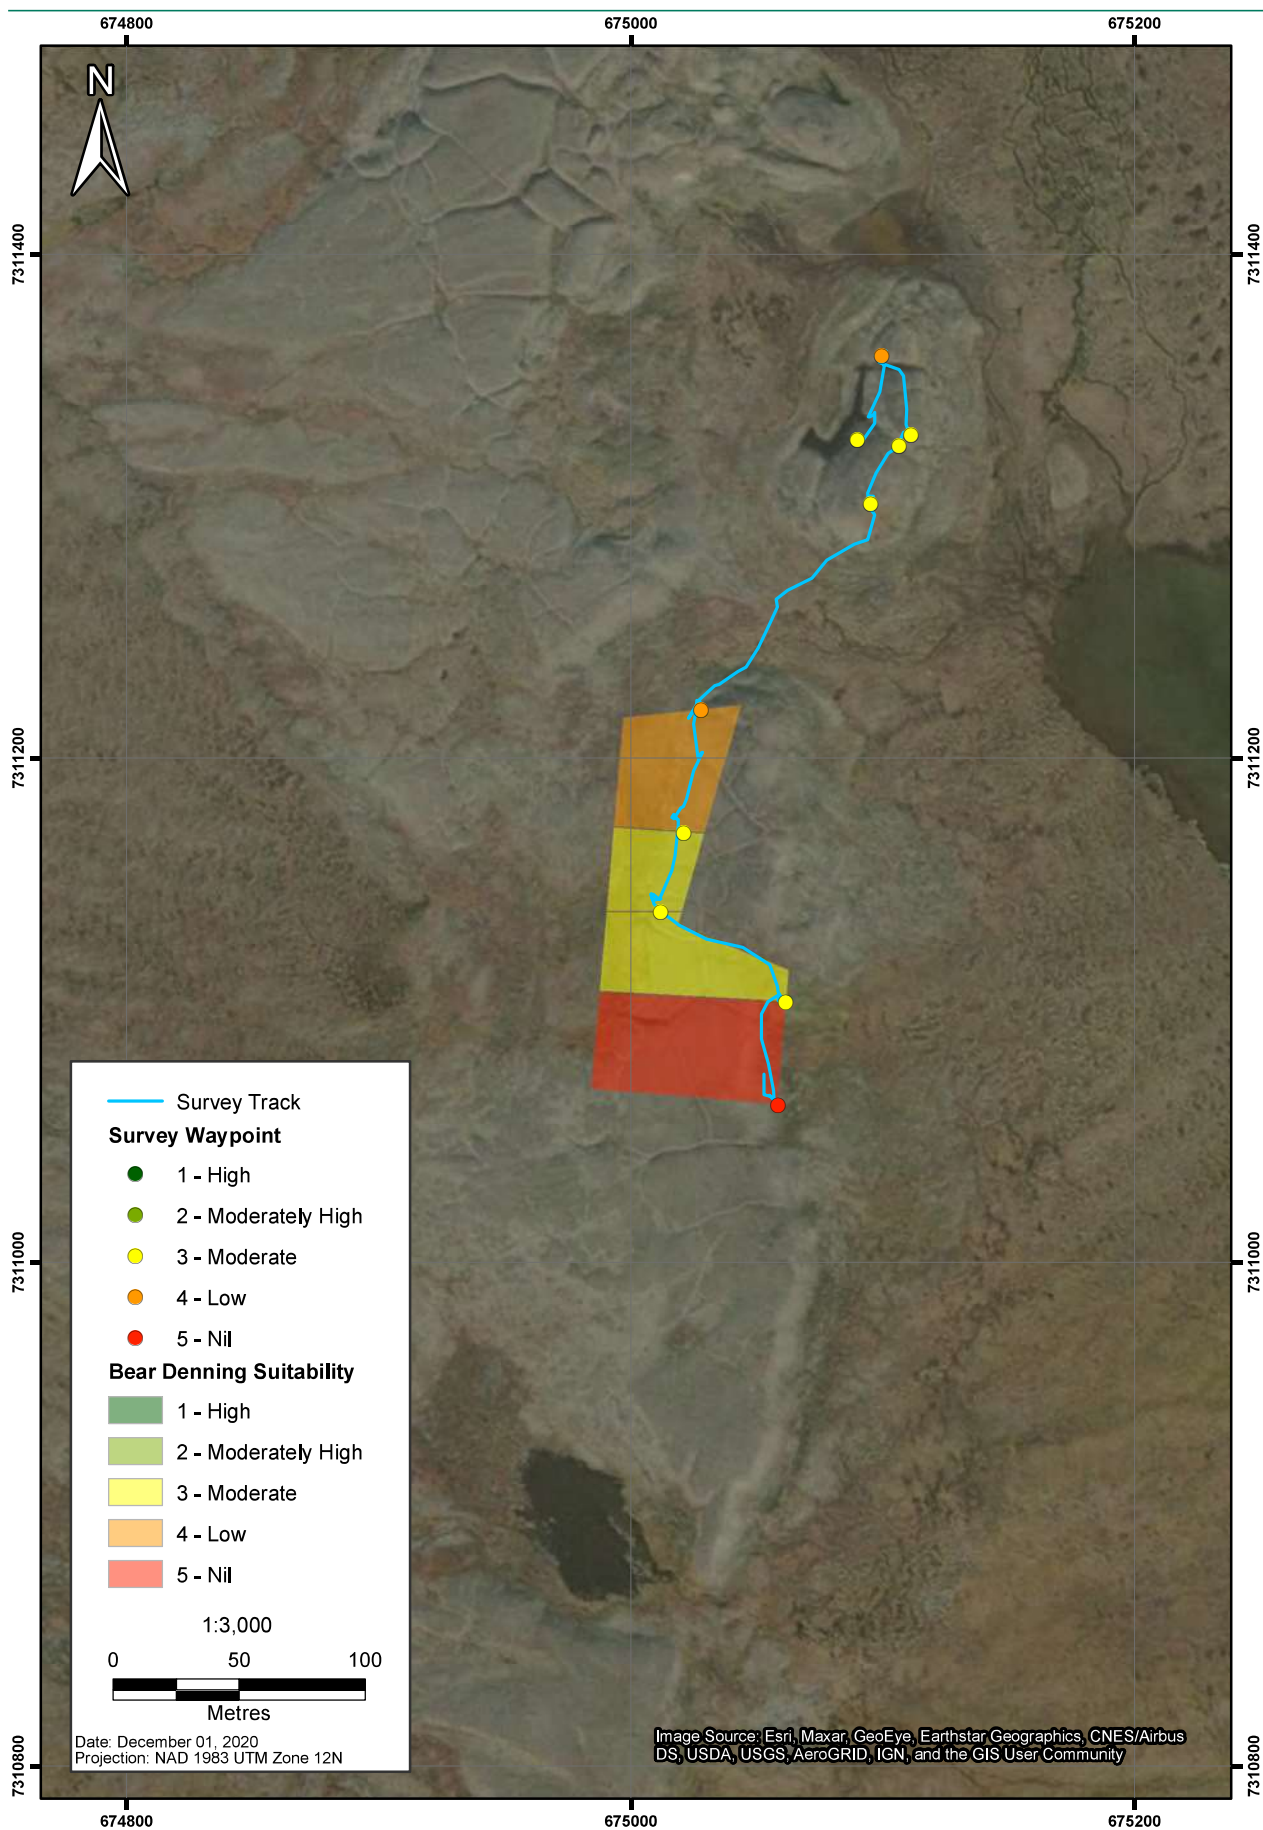 674800 675000 675200
N
7311400 7311400
7311200 7311200
7311000 7311000
7310800 7310800
Survey Track
Survey Waypoint
1 - High
2 - Moderately High
3 - Moderate
4 - Low
5 - Nil
Bear Denning Suitability
1 - High
2 - Moderately High
3 - Moderate
4 - Low
5 - Nil
1:3,000
0 50 100
Metres
Date: December 01, 2020
Projection: NAD 1983 UTM Zone 12N
Image Source: Esri, Maxar, GeoEye, Earthstar Geographics, CNES/Airbus
DS, USDA, USGS, AeroGRID, IGN, and the GIS User Community
674800 675000 675200